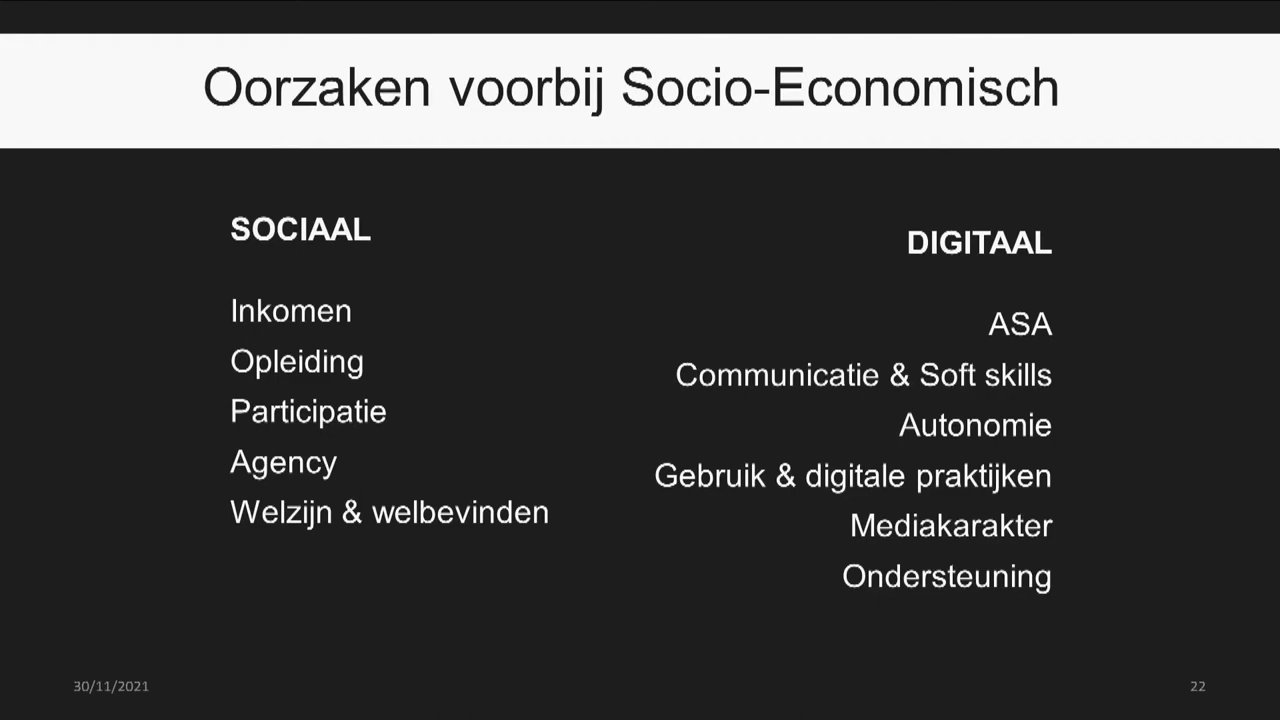 Oorzaken voorbij Socio-Economisch
SOCIAAL
Inkomen
Opleiding
Participatie
Agency
Welzijn & welbevinden
DIGITAAL
ASA
Communicatie & Soft skills
Autonomie
Gebruik & digitale praktijken
Mediakarakter
Ondersteuning
30/11/2021
22